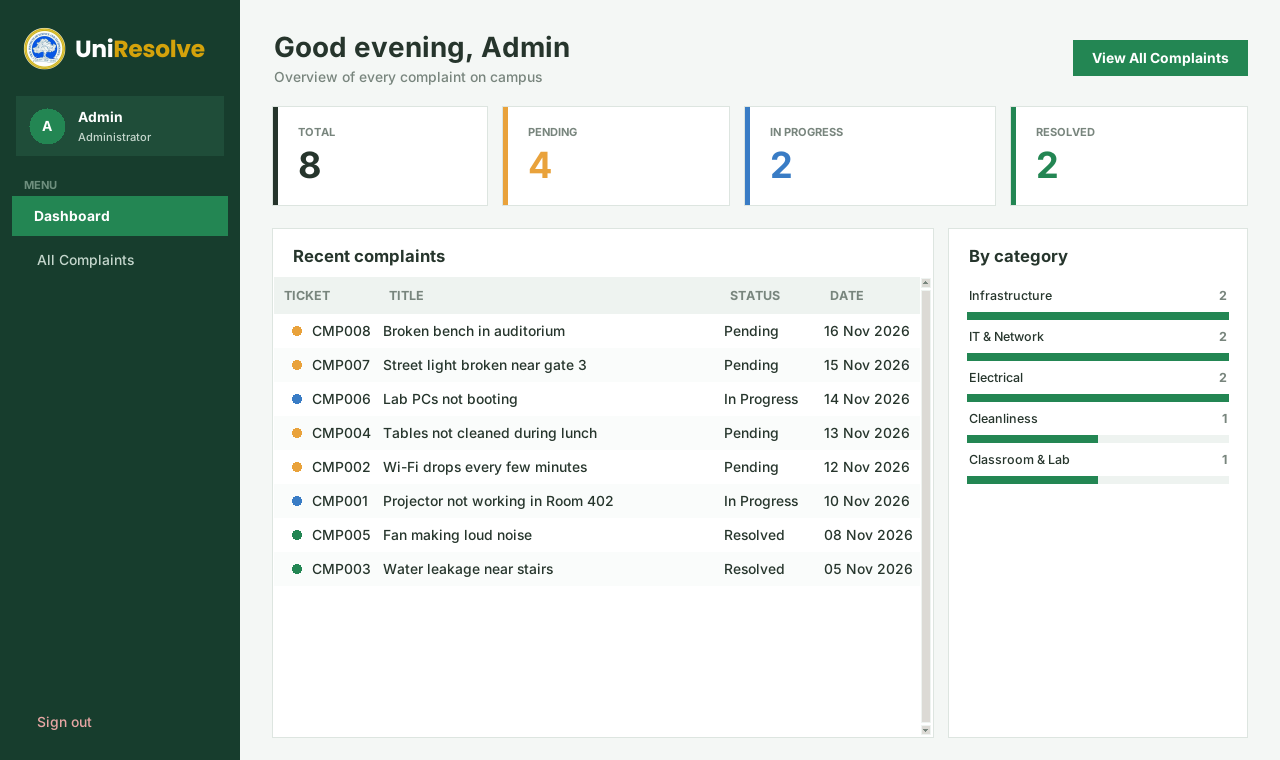 UniResolve
A
Admin
Administrator
MENU
Dashboard
All Complaints
Sign out
Good evening, Admin
Overview of every complaint on campus
View All Complaints
TOTAL
8
PENDING
4
IN PROGRESS
2
RESOLVED
2
Recent complaints
TICKET TITLE STATUS DATE
CMP008 Broken bench in auditorium Pending 16 Nov 2026
CMP007 Street light broken near gate 3 Pending 15 Nov 2026
CMP006 Lab PCs not booting In Progress 14 Nov 2026
CMP004 Tables not cleaned during lunch Pending 13 Nov 2026
CMP002 Wi-Fi drops every few minutes Pending 12 Nov 2026
CMP001 Projector not working in Room 402 In Progress 10 Nov 2026
CMP005 Fan making loud noise Resolved 08 Nov 2026
CMP003 Water leakage near stairs Resolved 05 Nov 2026
By category
Infrastructure 2
IT & Network 2
Electrical 2
Cleanliness 1
Classroom & Lab 1